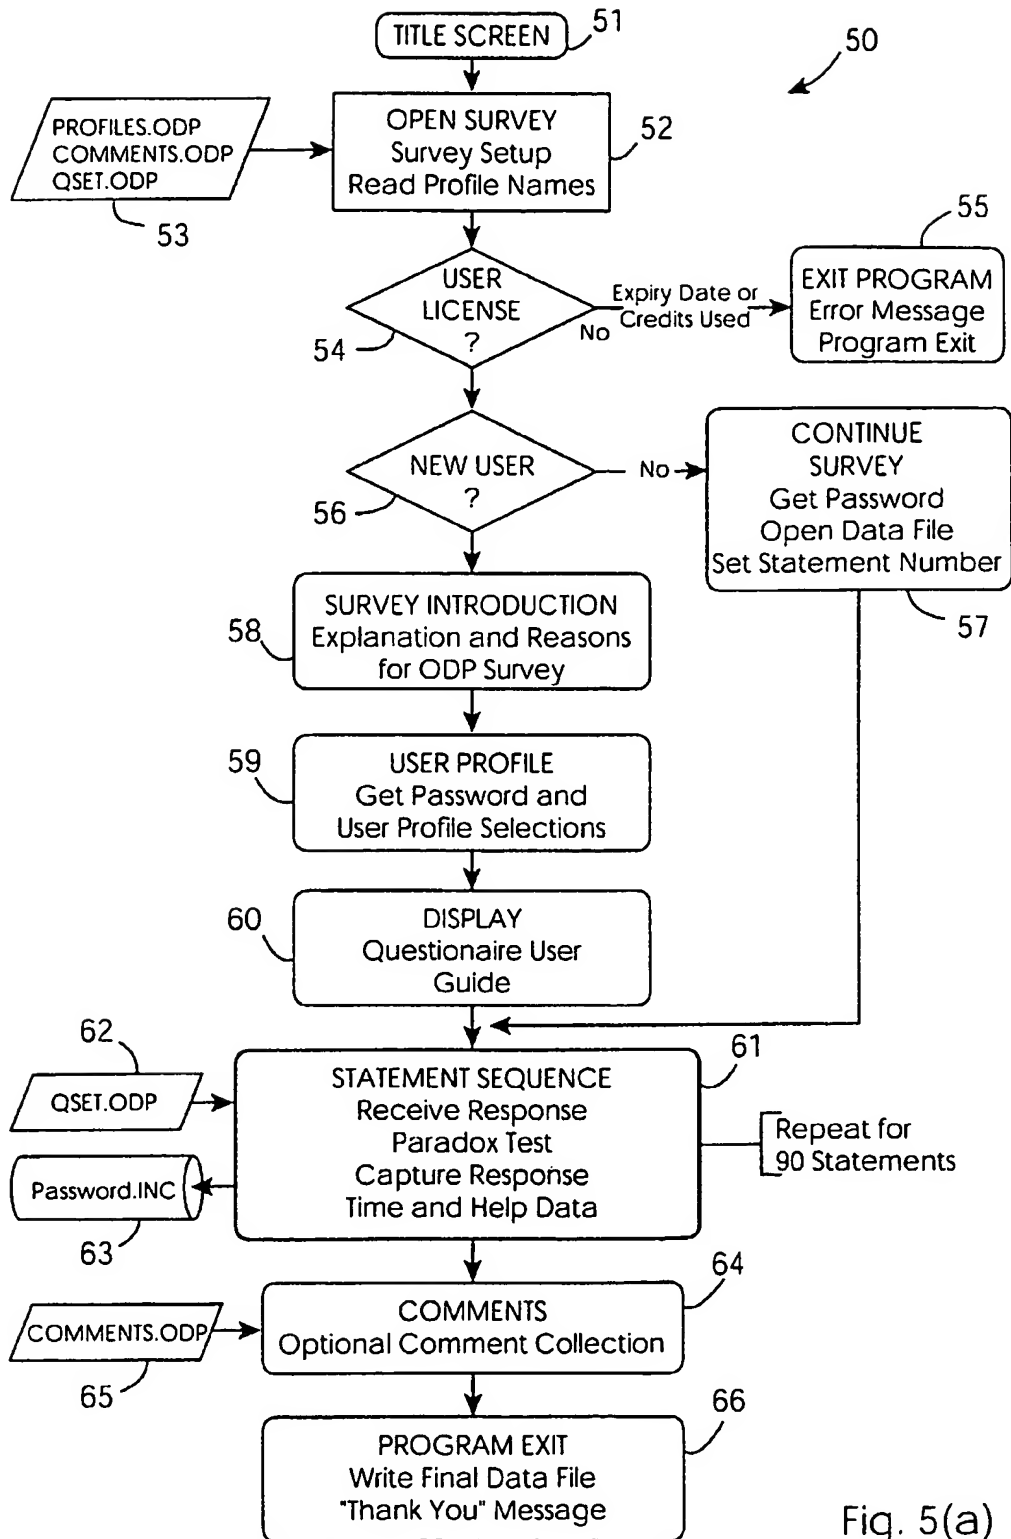 TITLE SCREEN
51
50
PROFILES.ODP
COMMENTS.ODP
QSET.ODP
53
OPEN SURVEY
Survey Setup
Read Profile Names
52
USER
LICENSE
?
54
No
Expiry Date or
Credits Used
55
EXIT PROGRAM
Error Message
Program Exit
NEW USER
?
56
No
CONTINUE
SURVEY
Get Password
Open Data File
Set Statement Number
57
58
SURVEY INTRODUCTION
Explanation and Reasons
for ODP Survey
59
USER PROFILE
Get Password and
User Profile Selections
60
DISPLAY
Questionaire User
Guide
62
QSET.ODP
61
STATEMENT SEQUENCE
Receive Response
Paradox Test
Capture Response
Time and Help Data
Repeat for
90 Statements
Password.INC
63
64
COMMENTS
Optional Comment Collection
COMMENTS.ODP
65
66
PROGRAM EXIT
Write Final Data File
"Thank You" Message
Fig. 5(a)